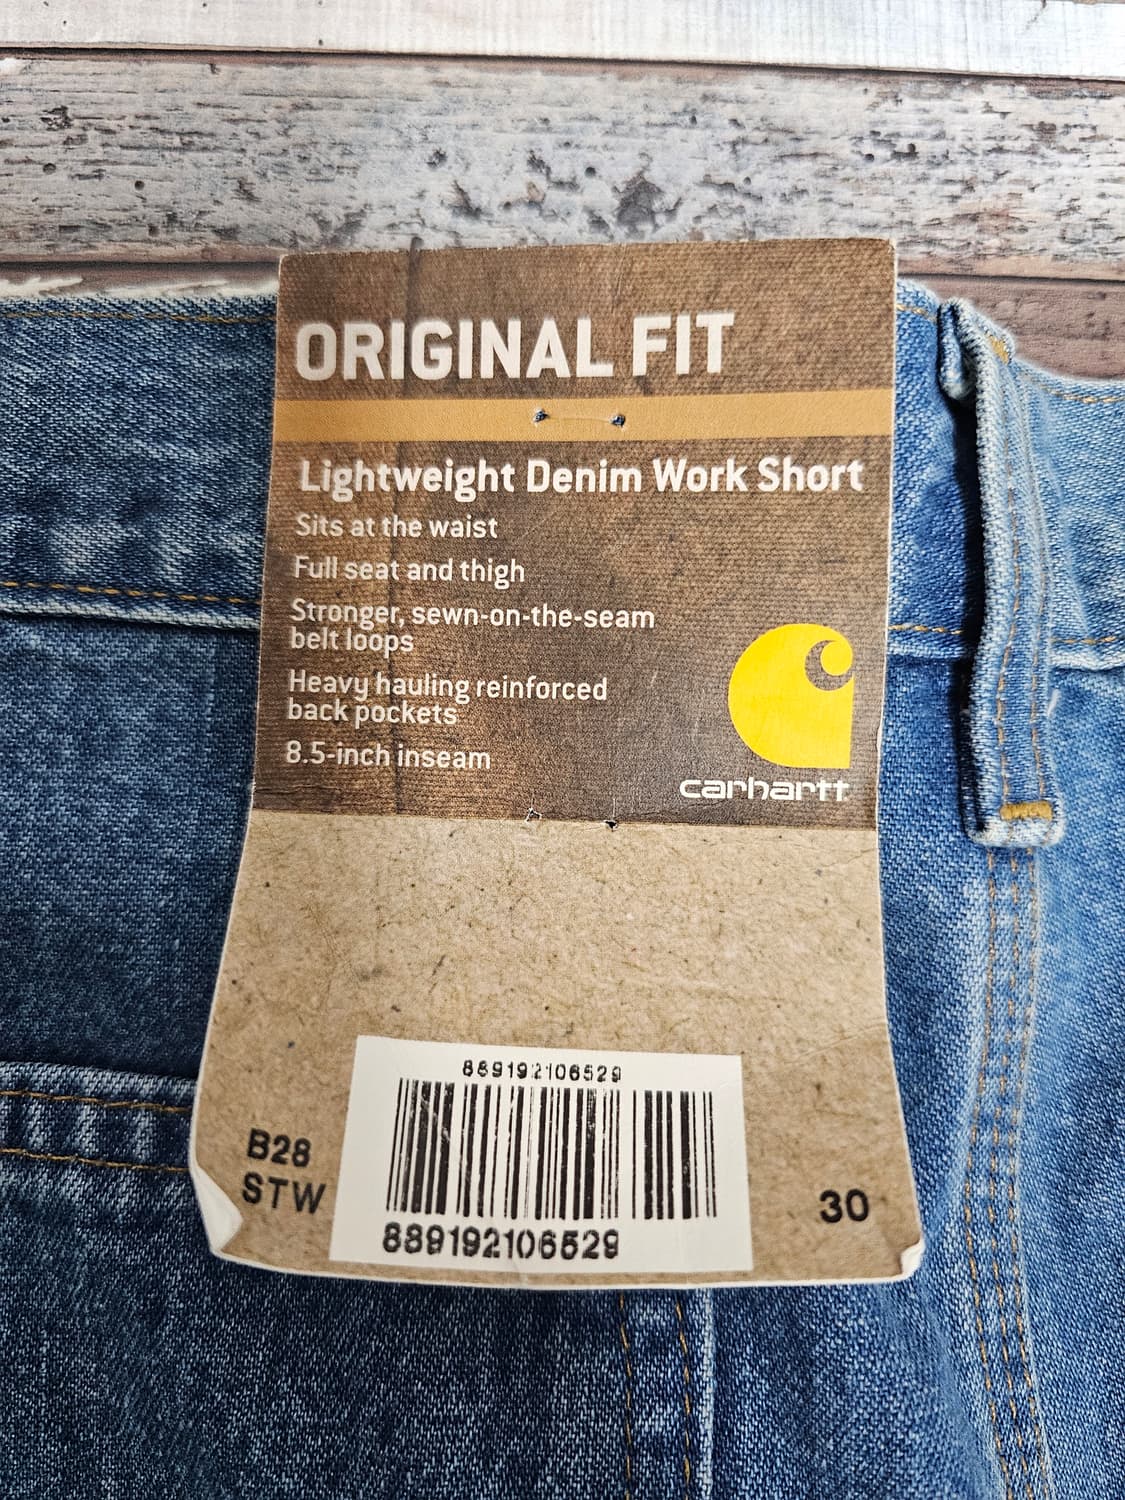 ORIGINAL FIT
Lightweight Denim Work Short
Sits at the waist
Full seat and thigh
Stronger, sewn-on-the-seam
belt loops
Heavy hauling reinforced
back pockets
8.5-inch inseam
carhartt
889192106529
B28
STW
30
889192106529